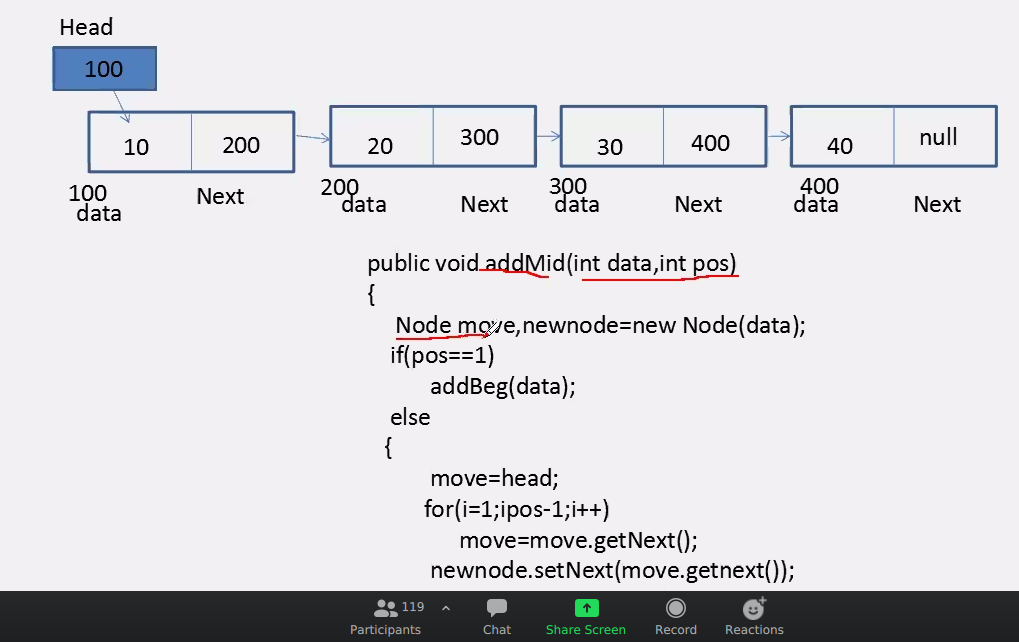 Head
100
10 200 20 300 30 400 40 null
100 200 300 400
data Next data Next data Next data Next
public void addMid(int data,int pos)
{
Node move,newnode=new Node(data);
if(pos==1)
addBeg(data);
else
{
move=head;
for(i=1;ipos-1;i++)
move=move.getNext();
newnode.setNext(move.getnext());
119
Participants Chat Share Screen Record Reactions